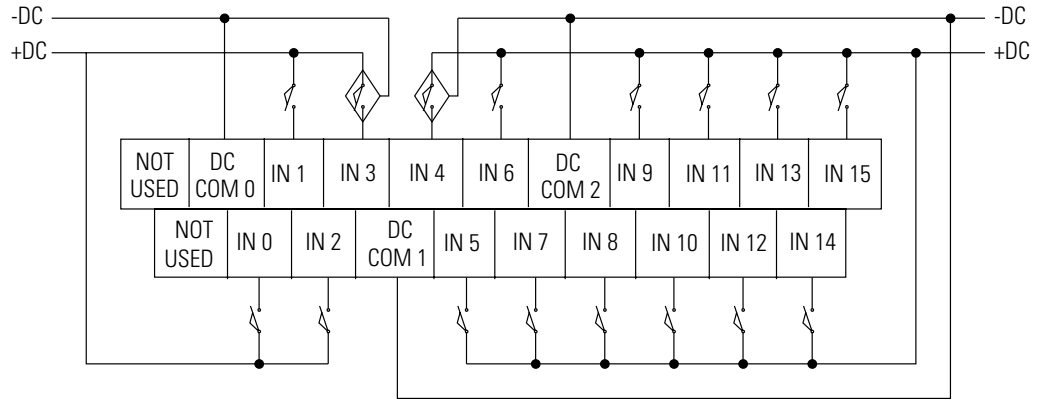 -DC
-DC
+DC
+DC
NOT USED
DC COM 0
IN 1
IN 3
IN 4
IN 6
DC COM 2
IN 9
IN 11
IN 13
IN 15
NOT USED
IN 0
IN 2
DC COM 1
IN 5
IN 7
IN 8
IN 10
IN 12
IN 14